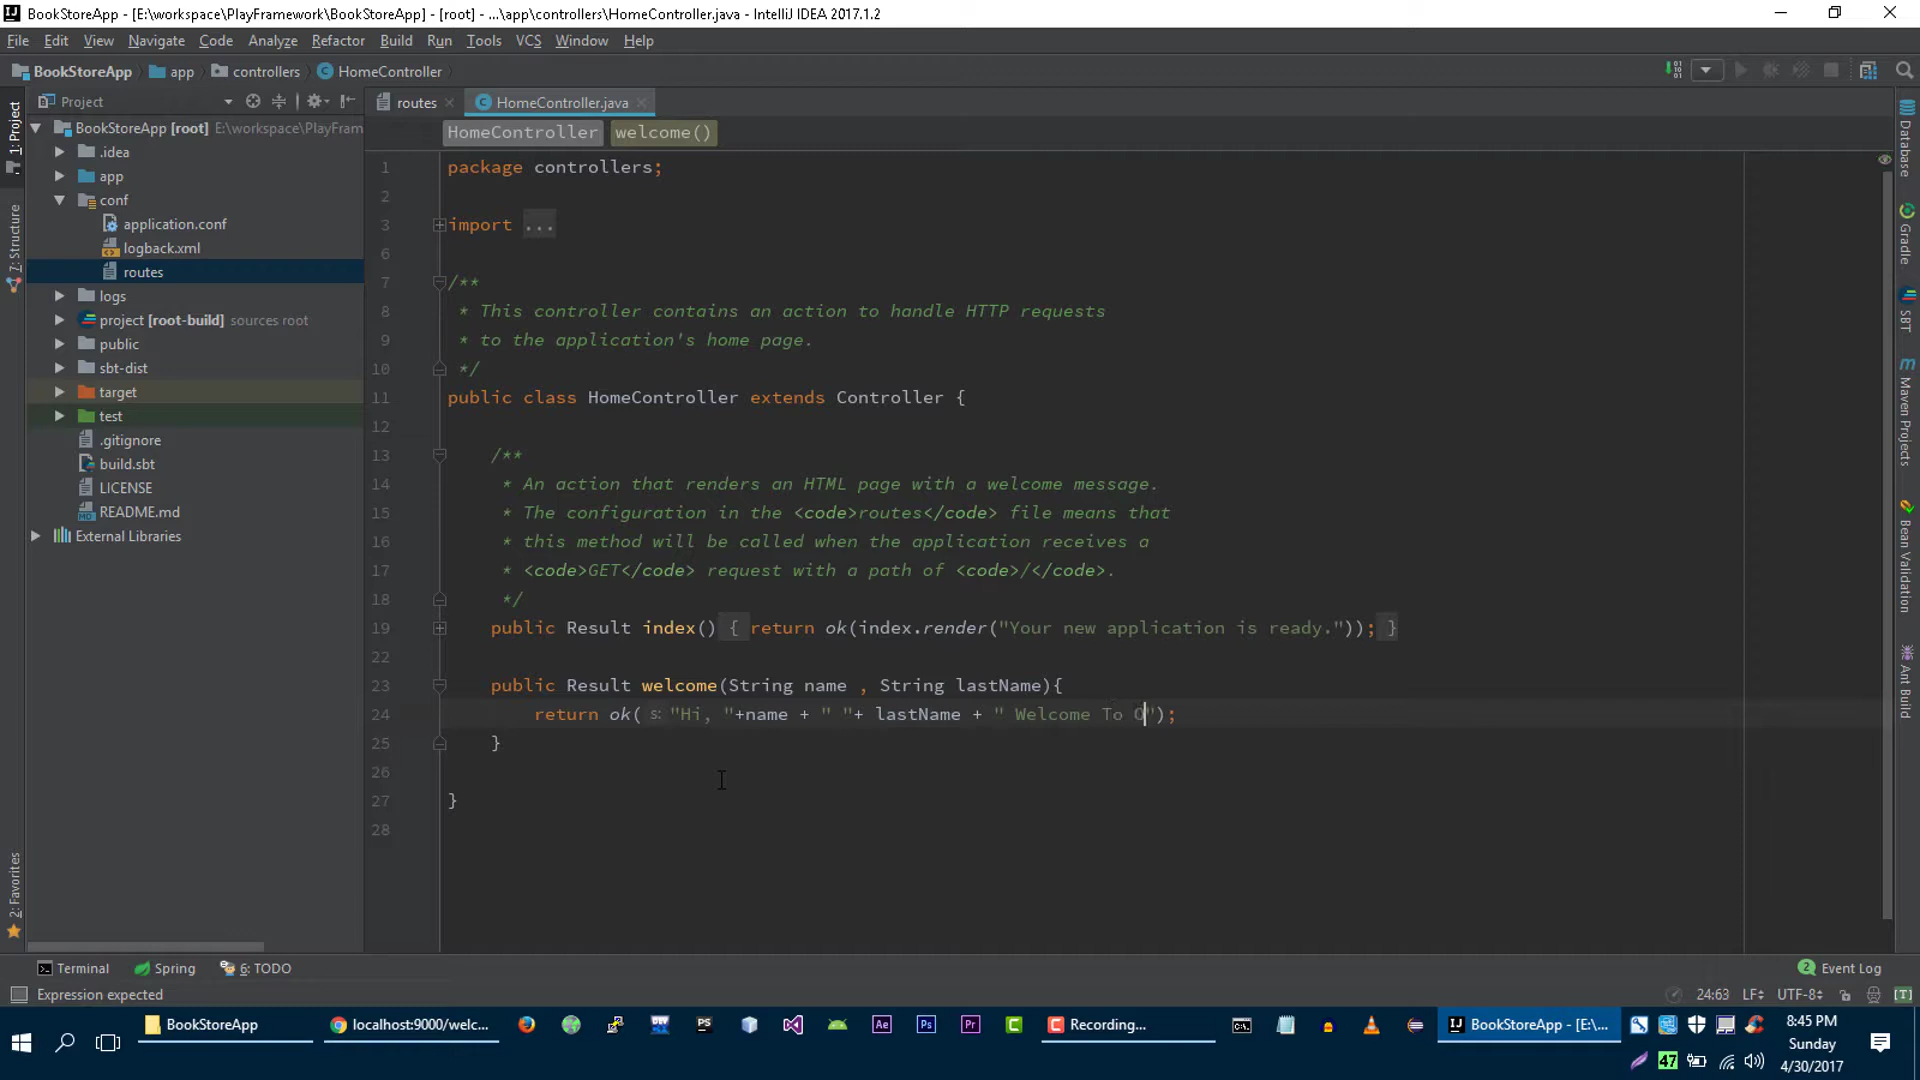 BookStoreApp - [E:\workspace\PlayFramework\BookStoreApp] - [root] - ...\app\controllers\HomeController.java - IntelliJ IDEA 2017.1.2
File Edit View Navigate Code Analyze Refactor Build Run Tools VCS Window Help
BookStoreApp app controllers HomeController
1: Project
7: Structure
2: Favorites
Project
BookStoreApp [root] E:\workspace\PlayFram
.idea
app
conf
application.conf
logback.xml
routes
logs
project [root-build] sources root
public
sbt-dist
target
test
.gitignore
build.sbt
LICENSE
README.md
External Libraries
routes HomeController.java
HomeController welcome()
1 package controllers;
2
3 import ...
6
7 /**
8 * This controller contains an action to handle HTTP requests
9 * to the application's home page.
10 */
11 public class HomeController extends Controller {
12
13 /**
14 * An action that renders an HTML page with a welcome message.
15 * The configuration in the <code>routes</code> file means that
16 * this method will be called when the application receives a
17 * <code>GET</code> request with a path of <code>/</code>.
18 */
19 public Result index() { return ok(index.render("Your new application is ready.")); }
22
23 public Result welcome(String name , String lastName){
24 return ok( s: "Hi, "+name + " "+ lastName + " Welcome To O");
25 }
26
27 }
28
Database
Gradle
SBT
Maven Projects
Bean Validation
Ant Build
Terminal Spring 6: TODO 2 Event Log
Expression expected 24:63 LF UTF-8 [T]
BookStoreApp localhost:9000/welc... Recording... BookStoreApp - [E:\...
8:45 PM
Sunday
4/30/2017
47